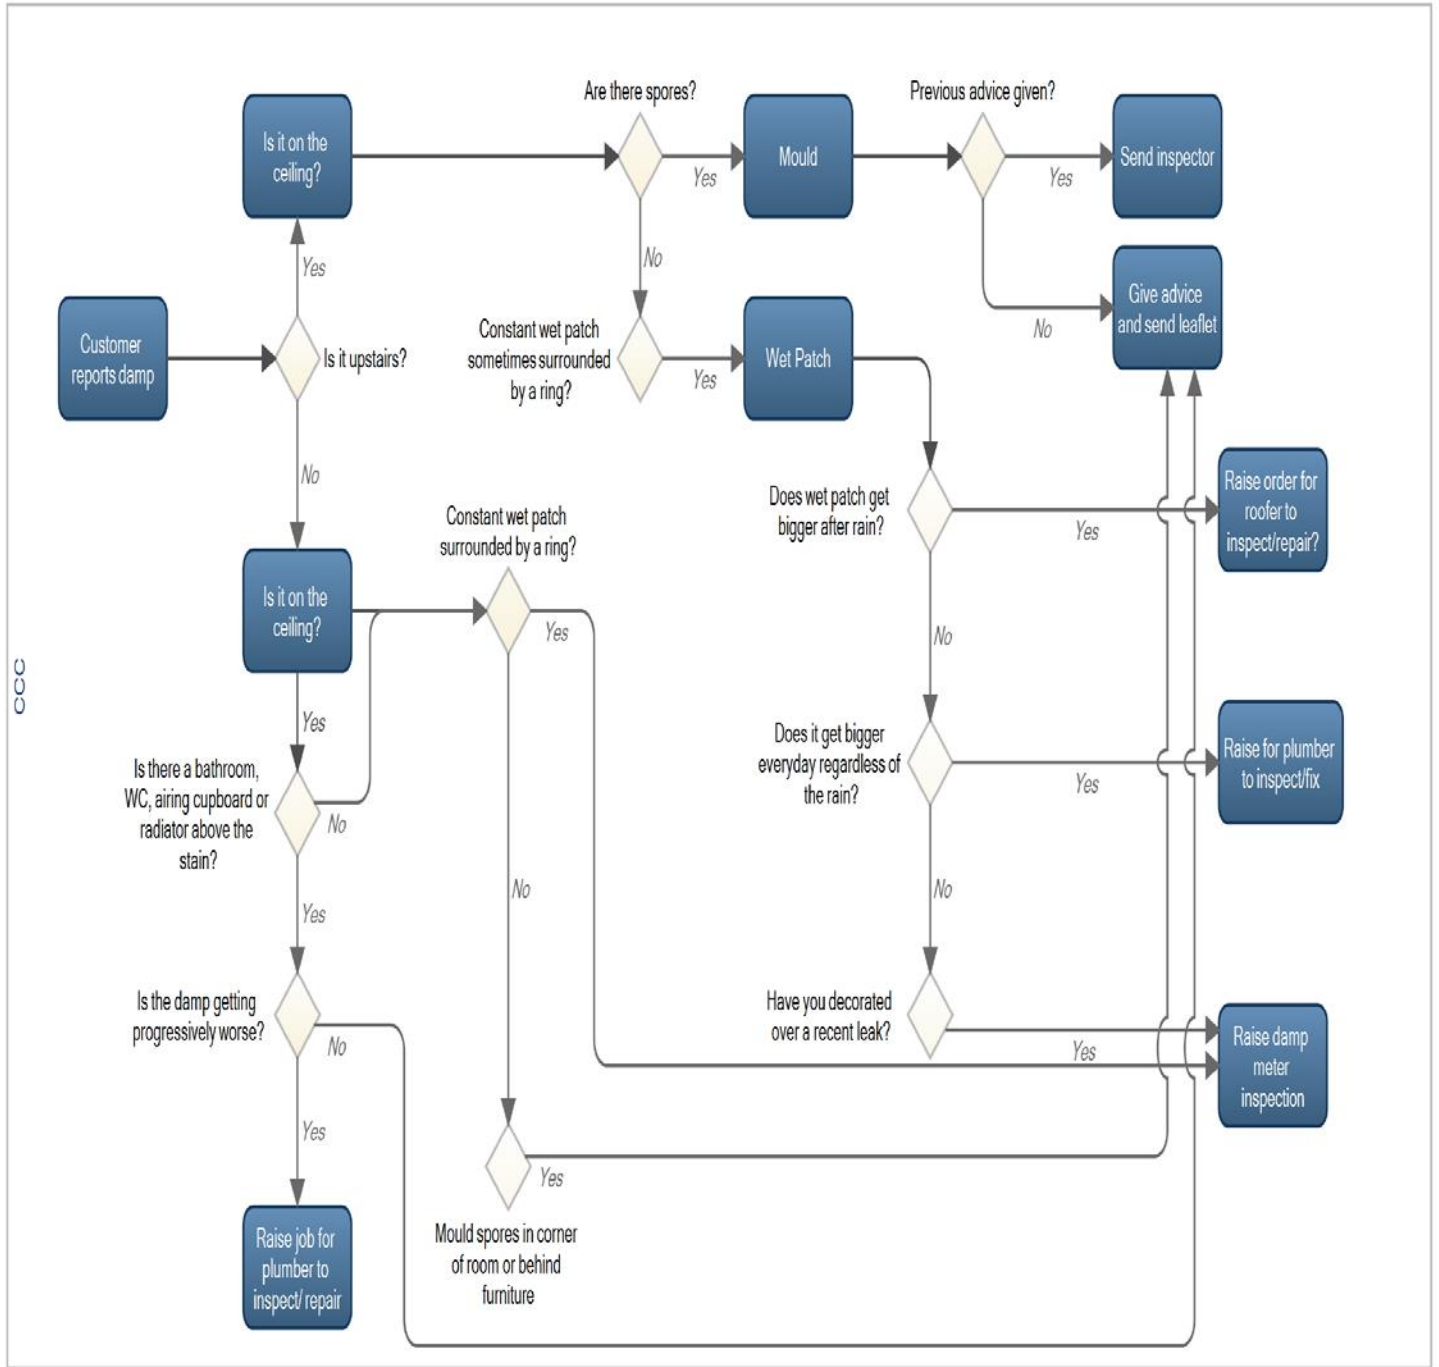 Are there spores?
Previous advice given?
Is it on the
ceiling?
Mould
Send inspector
Yes
Yes
Yes
No
No
Give advice
and send leaflet
Customer
reports damp
Is it upstairs?
Constant wet patch
sometimes surrounded
by a ring?
Yes
Wet Patch
No
Does wet patch get
bigger after rain?
Yes
Raise order for
roofer to
inspect/repair?
Constant wet patch
surrounded by a ring?
Is it on the
ceiling?
Yes
No
CCC
Yes
Does it get bigger
everyday regardless of
the rain?
Yes
Raise for plumber
to inspect/fix
Is there a bathroom,
WC, airing cupboard or
radiator above the
stain?
No
Yes
No
No
Is the damp getting
progressively worse?
No
Have you decorated
over a recent leak?
Yes
Raise damp
meter
inspection
Yes
Yes
Mould spores in corner
of room or behind
furniture
Raise job for
plumber to
inspect/ repair